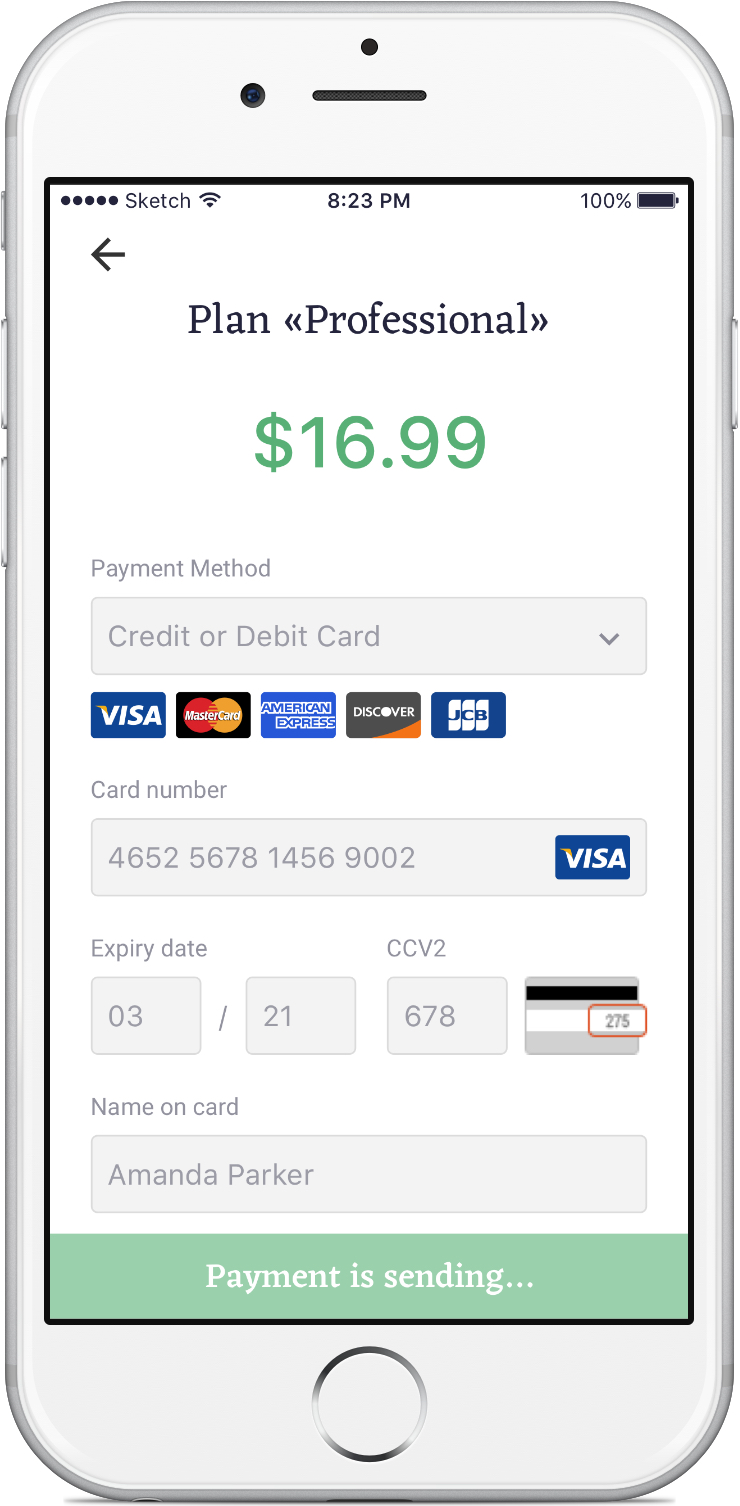 Sketch 8:23 PM 100%
Plan «Professional»
$16.99
Payment Method
Credit or Debit Card
VISA MasterCard AMERICAN EXPRESS DISCOVER JCB
Card number
4652 5678 1456 9002 VISA
Expiry date CCV2
03 / 21 678 275
Name on card
Amanda Parker
Payment is sending...